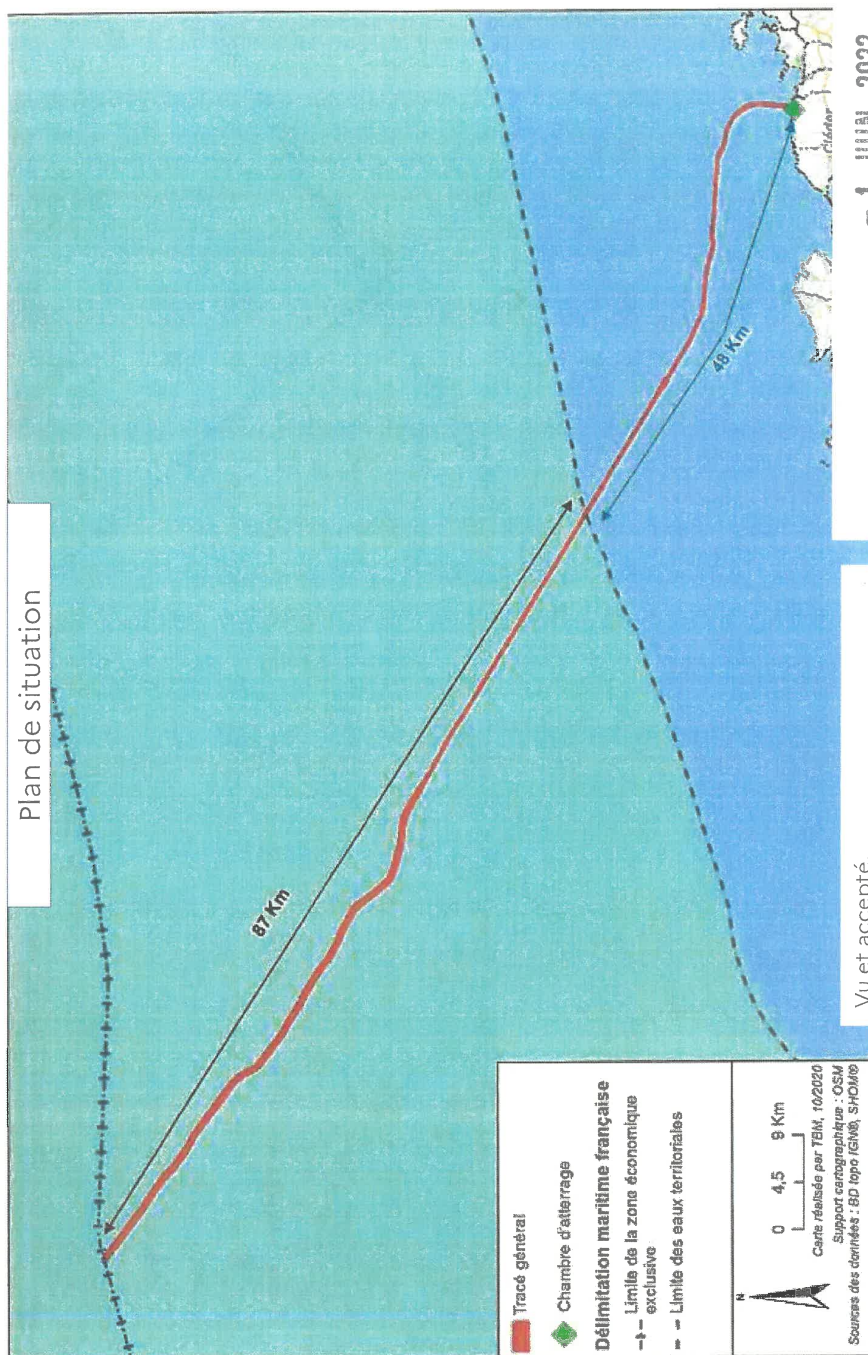 Plan de situation
87 Km
48 Km
Cléder
Tracé général
Chambre d'atterrage
Délimitation maritime française
Limite de la zone économique
exclusive
Limite des eaux territoriales
N
0 4,5 9 Km
Carte réalisée par TBM, 10/2020
Support cartographique : OSM
Sources des données : BD topo IGN®, SHOM®
Vu et accepté